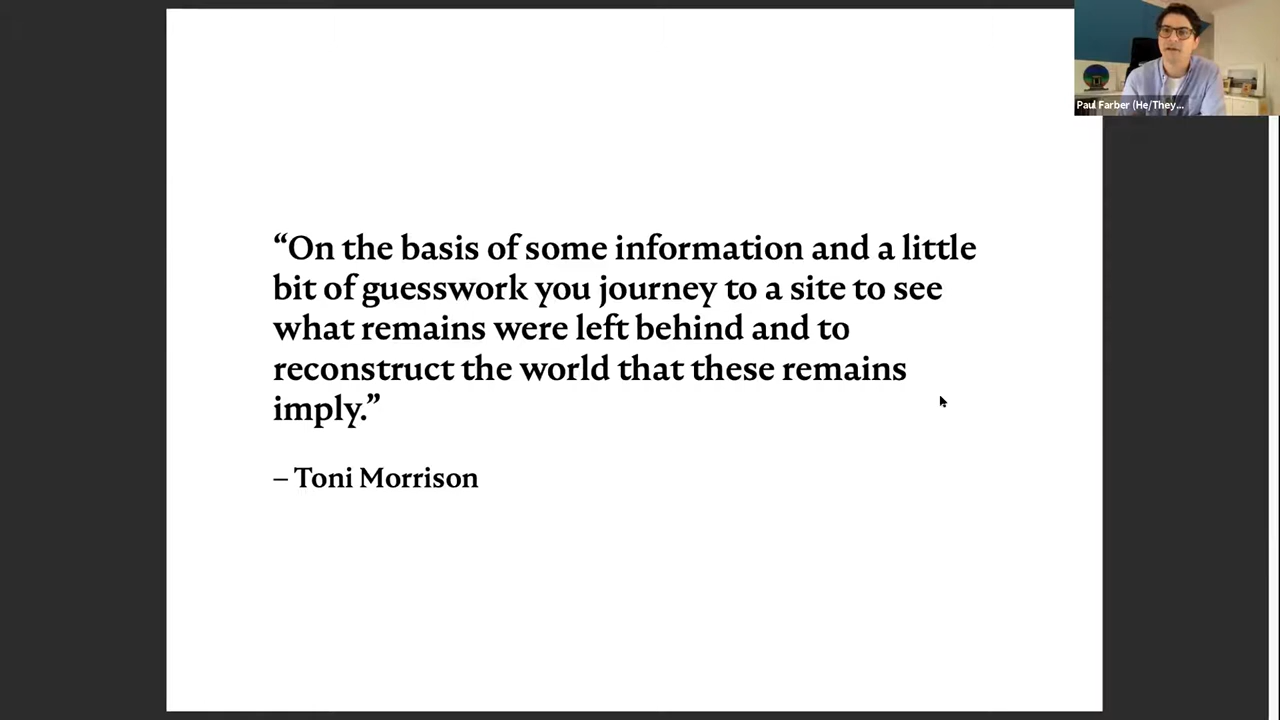 Paul Farber (He/They...
“On the basis of some information and a little
bit of guesswork you journey to a site to see
what remains were left behind and to
reconstruct the world that these remains
imply.”
– Toni Morrison